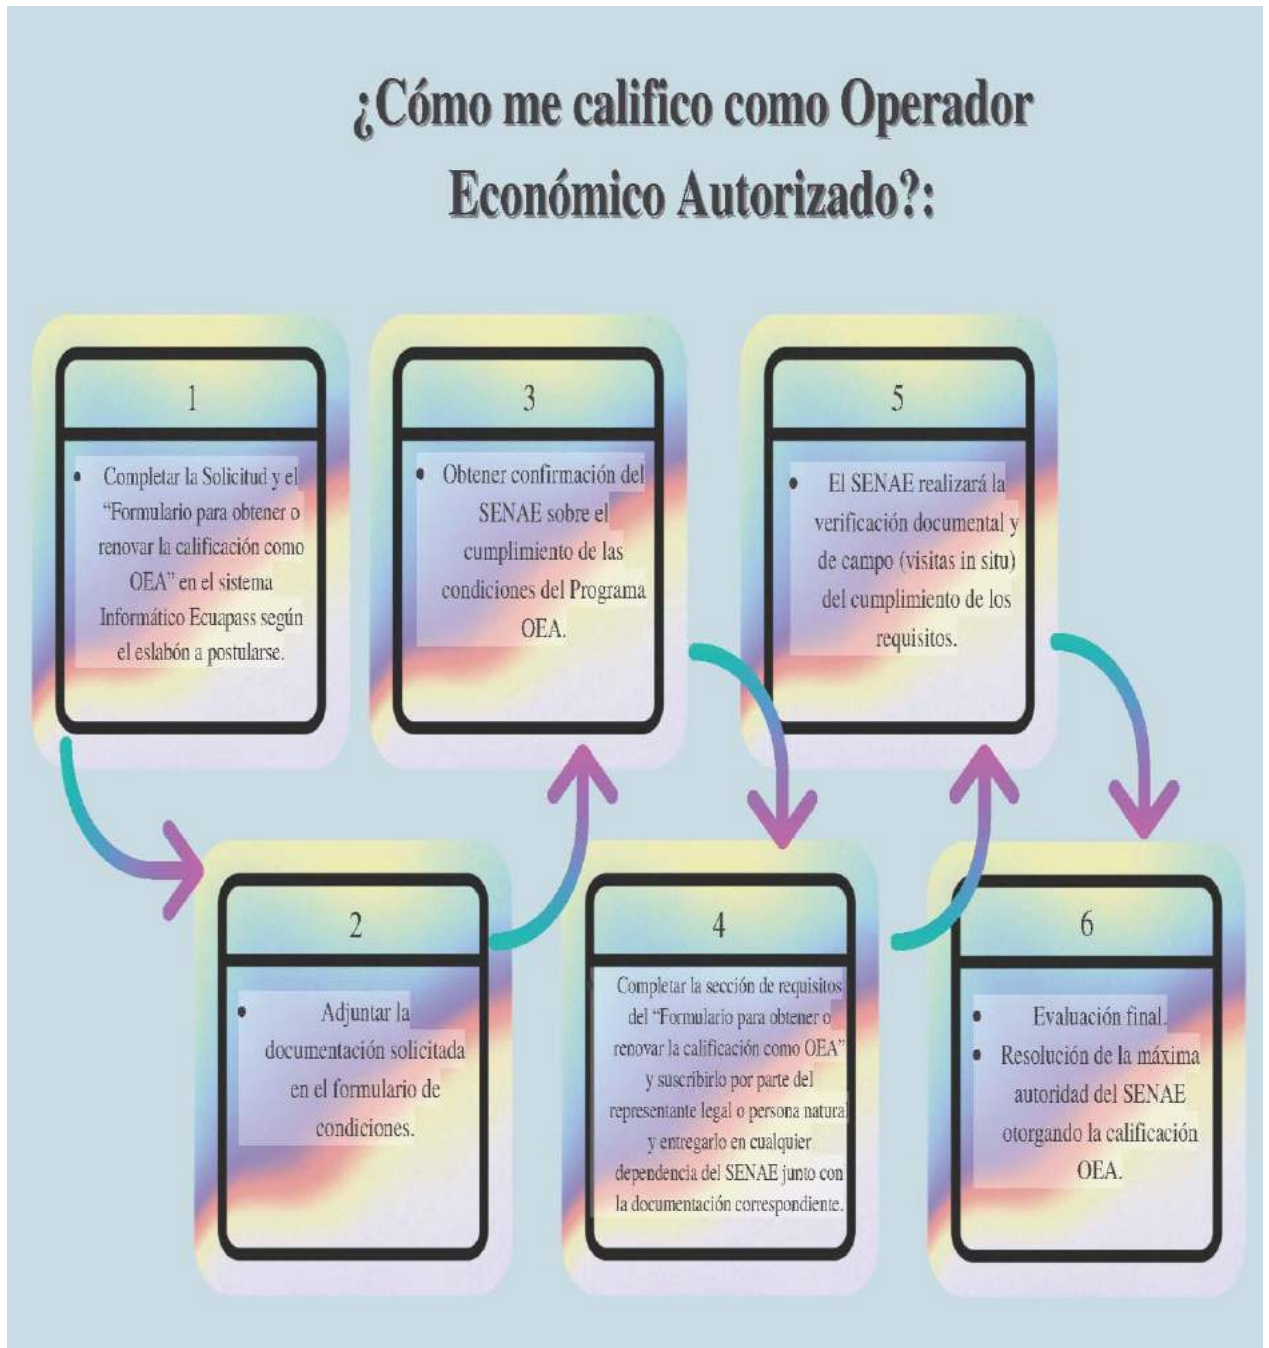 ¿Cómo me califico como Operador
Económico Autorizado?:
1
• Completar la Solicitud y el
“Formulario para obtener o
renovar la calificación como
OEA” en el sistema
Informático Ecuapass según
el eslabón a postularse.
2
• Adjuntar la
documentación solicitada
en el formulario de
condiciones.
3
• Obtener confirmación del
SENAE sobre el
cumplimiento de las
condiciones del Programa
OEA.
4
Completar la sección de requisitos
del “Formulario para obtener o
renovar la calificación como OEA”
y suscribirlo por parte del
representante legal o persona natural
y entregarlo en cualquier
dependencia del SENAE junto con
la documentación correspondiente.
5
• El SENAE realizará la
verificación documental y
de campo (visitas in situ)
del cumplimiento de los
requisitos.
6
• Evaluación final.
• Resolución de la máxima
autoridad del SENAE
otorgando la calificación
OEA.